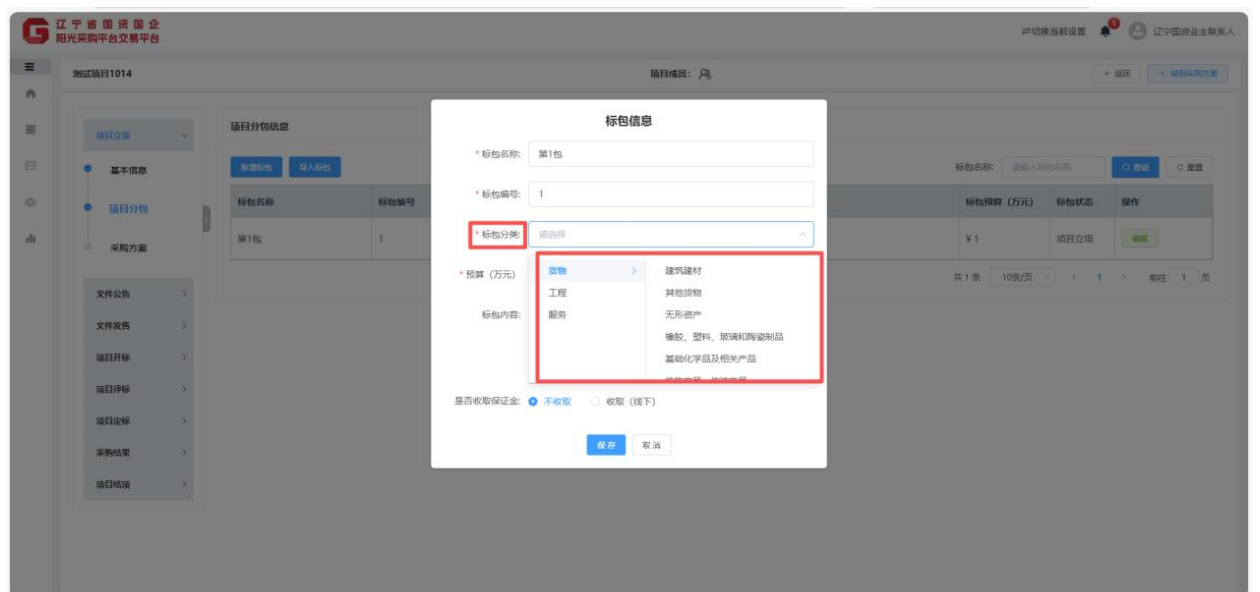 辽宁省国资国企
阳光采购平台交易平台
切换当前设置
1
辽宁国资业主联系人
测试项目1014
项目成员:
返回
转到采购方案
项目立项
基本信息
项目分包
采购方案
文件公告
文件发售
项目开标
项目评标
项目定标
采购结果
项目结项
项目分包信息
新增标包
导入标包
标包名称:
请输入标包名称
查询
重置
标包名称
标包编号
标包预算(万元)
标包状态
操作
第1包
1
¥ 1
项目立项
编辑
共1条
10条/页
1
前往 1 页
标包信息
* 标包名称: 第1包
* 标包编号: 1
* 标包分类: 请选择
* 预算(万元)
标包内容:
货物
工程
服务
建筑建材
其他货物
无形资产
橡胶、塑料、玻璃和陶瓷制品
基础化学品及相关产品
是否收取保证金: 不收取 收取(线下)
保存
取消